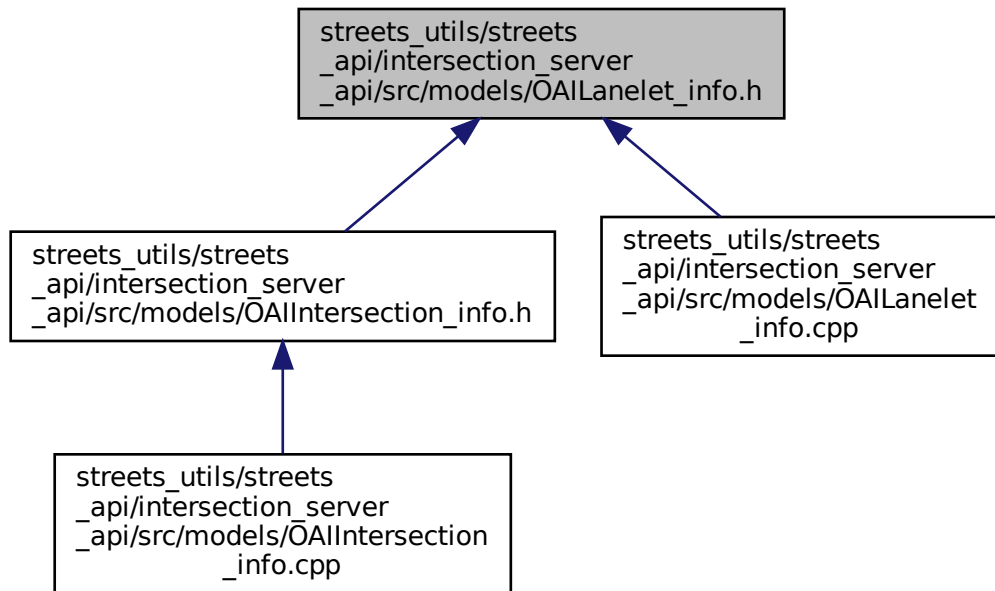 streets_utils/streets
_api/intersection_server
_api/src/models/OAILanelet_info.h
streets_utils/streets
_api/intersection_server
_api/src/models/OAIIntersection_info.h
streets_utils/streets
_api/intersection_server
_api/src/models/OAILanelet
_info.cpp
streets_utils/streets
_api/intersection_server
_api/src/models/OAIIntersection
_info.cpp